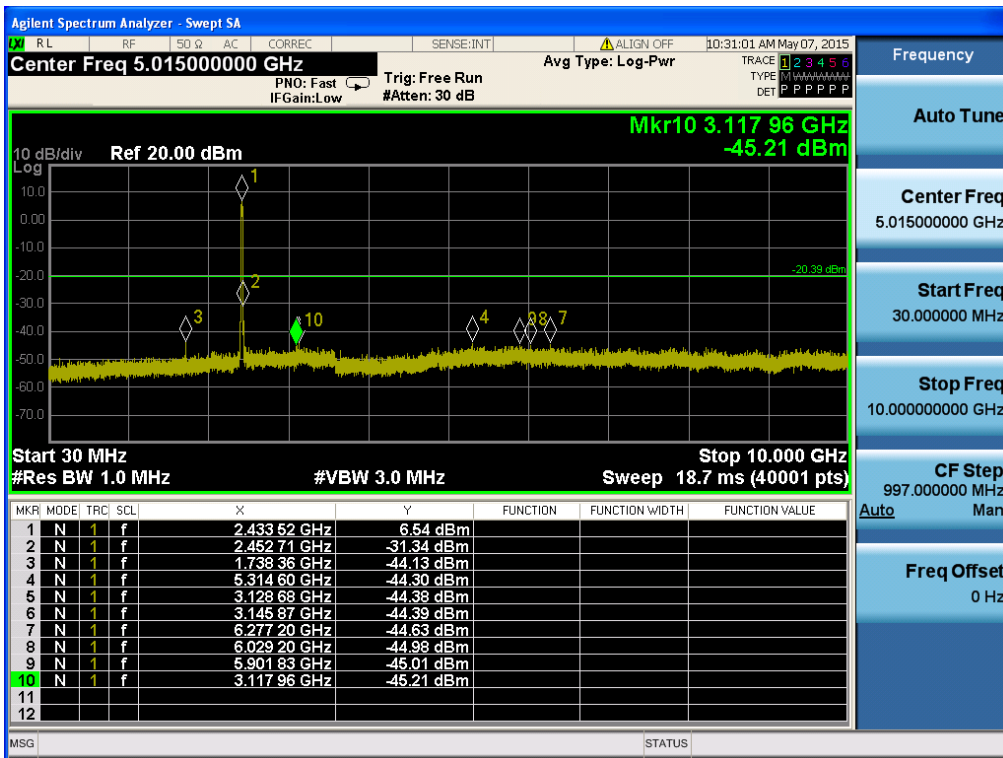 Agilent Spectrum Analyzer - Swept SA
LXI RL RF 50 Ω AC CORREC SENSE:INT ALIGN OFF 10:31:01 AM May 07, 2015
Center Freq 5.015000000 GHz
PNO: Fast
IFGain:Low
Trig: Free Run
#Atten: 30 dB
Avg Type: Log-Pwr
TRACE 1 2 3 4 5 6
TYPE M WWWWW
DET P P P P P P
Mkr10 3.117 96 GHz
-45.21 dBm
10 dB/div Ref 20.00 dBm
Log
10.0
0.00
-10.0
-20.0
-30.0
-40.0
-50.0
-60.0
-70.0
1
-20.39 dBm
2
3
10
4
9 8 7
Start 30 MHz Stop 10.000 GHz
#Res BW 1.0 MHz #VBW 3.0 MHz Sweep 18.7 ms (40001 pts)
MKR MODE TRC SCL X Y FUNCTION FUNCTION WIDTH FUNCTION VALUE
1 N 1 f 2.433 52 GHz 6.54 dBm
2 N 1 f 2.452 71 GHz -31.34 dBm
3 N 1 f 1.738 36 GHz -44.13 dBm
4 N 1 f 5.314 60 GHz -44.30 dBm
5 N 1 f 3.128 68 GHz -44.38 dBm
6 N 1 f 3.145 87 GHz -44.39 dBm
7 N 1 f 6.277 20 GHz -44.63 dBm
8 N 1 f 6.029 20 GHz -44.98 dBm
9 N 1 f 5.901 83 GHz -45.01 dBm
10 N 1 f 3.117 96 GHz -45.21 dBm
11
12
MSG STATUS
Frequency
Auto Tune
Center Freq
5.015000000 GHz
Start Freq
30.000000 MHz
Stop Freq
10.000000000 GHz
CF Step
997.000000 MHz
Auto Man
Freq Offset
0 Hz